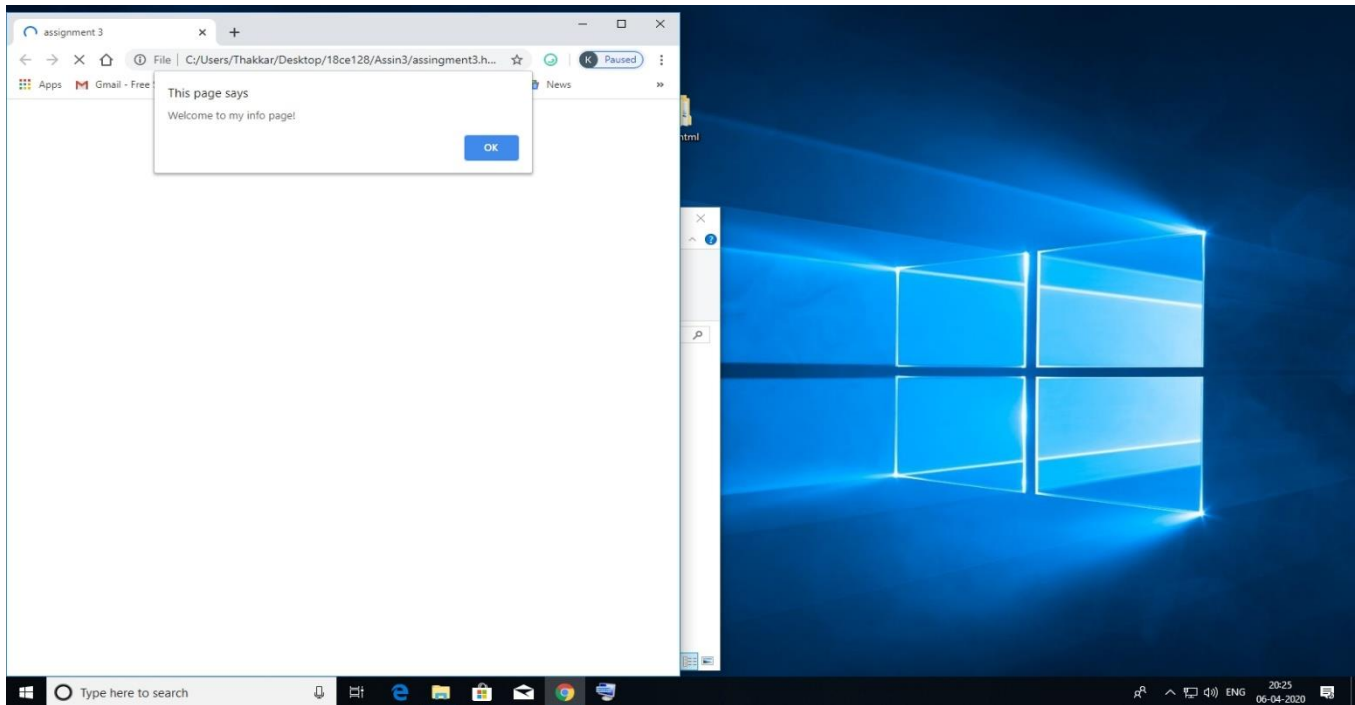 assignment 3
File | C:/Users/Thakkar/Desktop/18ce128/Assin3/assingment3.h...
K Paused
Apps Gmail - Free News »
This page says
Welcome to my info page!
OK
html
Type here to search
ENG
20:25
06-04-2020